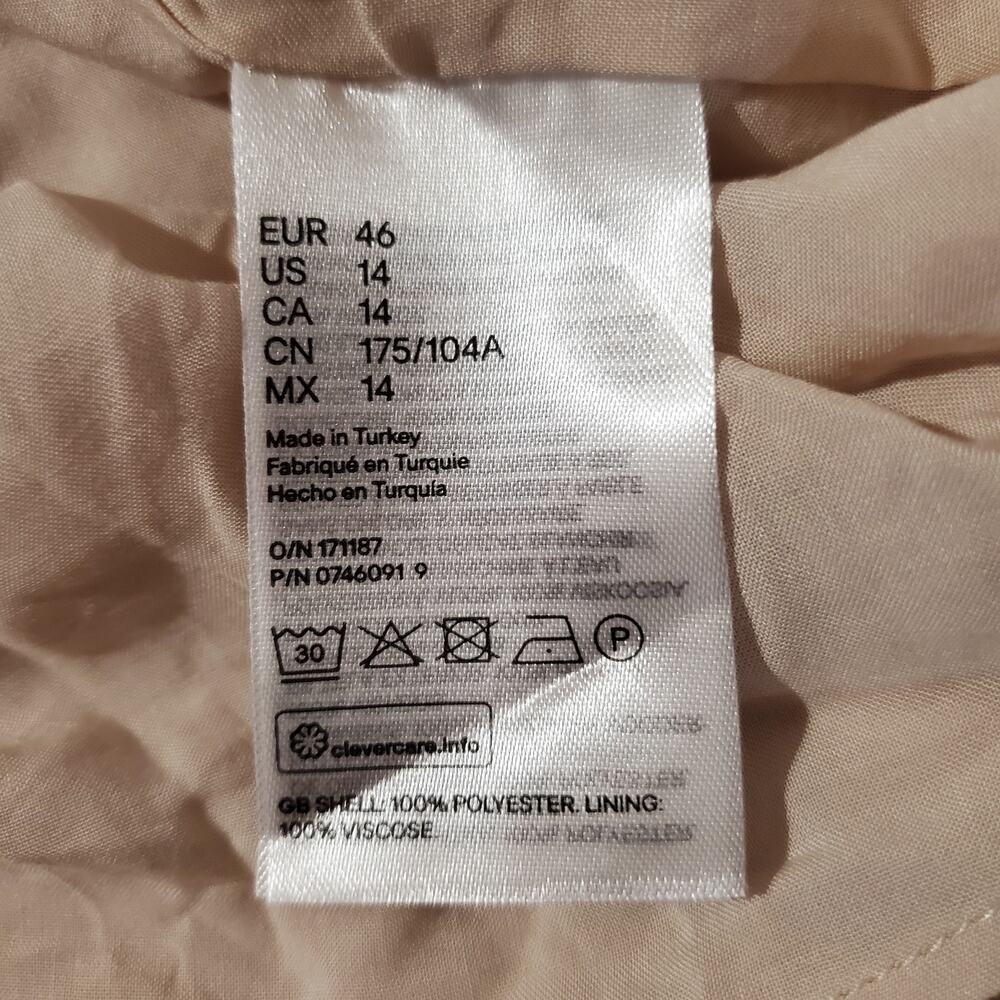 EUR 46
US 14
CA 14
CN 175/104A
MX 14
Made in Turkey
Fabriqué en Turquie
Hecho en Turquía
O/N 171187
P/N 0746091 9
30 P
clevercare.info
GB SHELL: 100% POLYESTER. LINING:
100% VISCOSE.